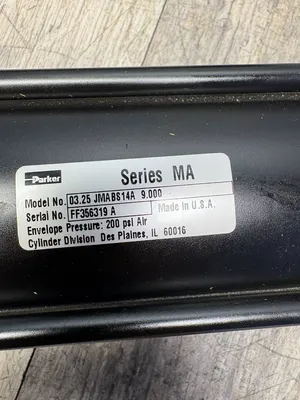 Parker
Series MA
Model No. 03.25 JMABS14A 9.000
Serial No. FF356319 A Made In U.S.A.
Envelope Pressure: 200 psi Air
Cylinder Division Des Plaines, IL 60016